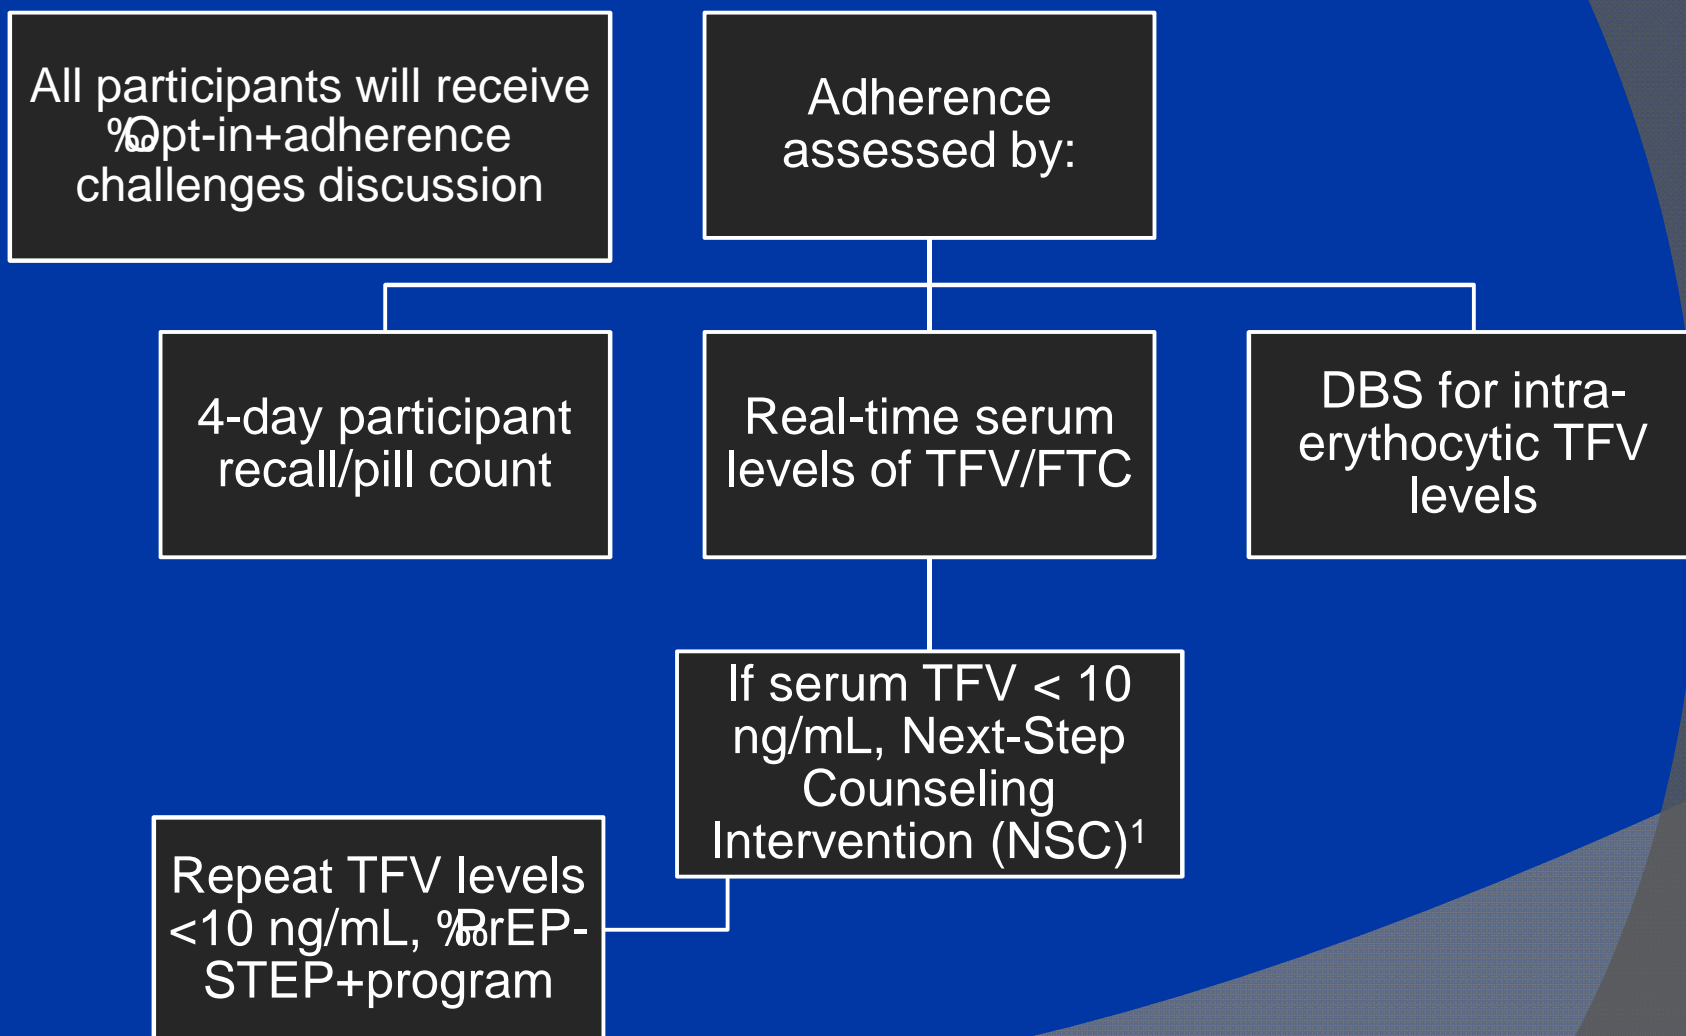 All participants will receive
‰Opt-in+adherence
challenges discussion
Adherence
assessed by:
4-day participant
recall/pill count
Real-time serum
levels of TFV/FTC
DBS for intra-
erythocytic TFV
levels
If serum TFV < 10
ng/mL, Next-Step
Counseling
Intervention (NSC)¹
Repeat TFV levels
<10 ng/mL, ‰PrEP-
STEP+program